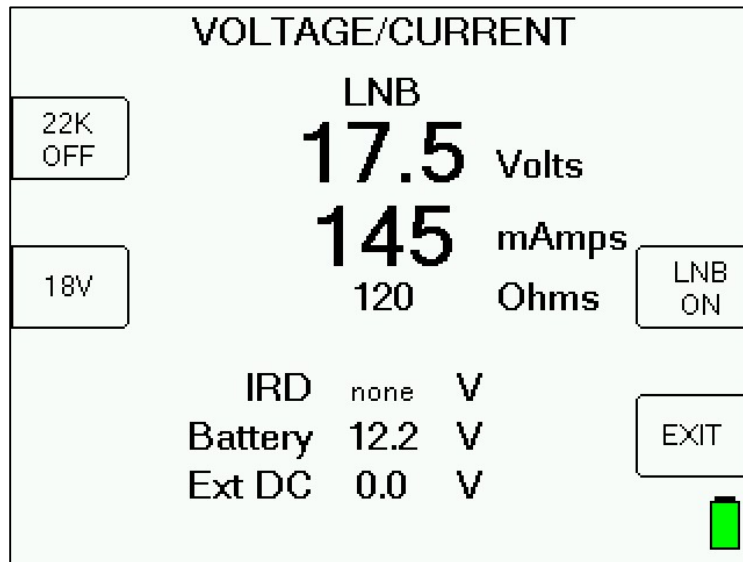 VOLTAGE/CURRENT
LNB
22K
OFF
17.5 Volts
145 mAmps
18V
120 Ohms
LNB
ON
IRD none V
Battery 12.2 V
EXIT
Ext DC 0.0 V